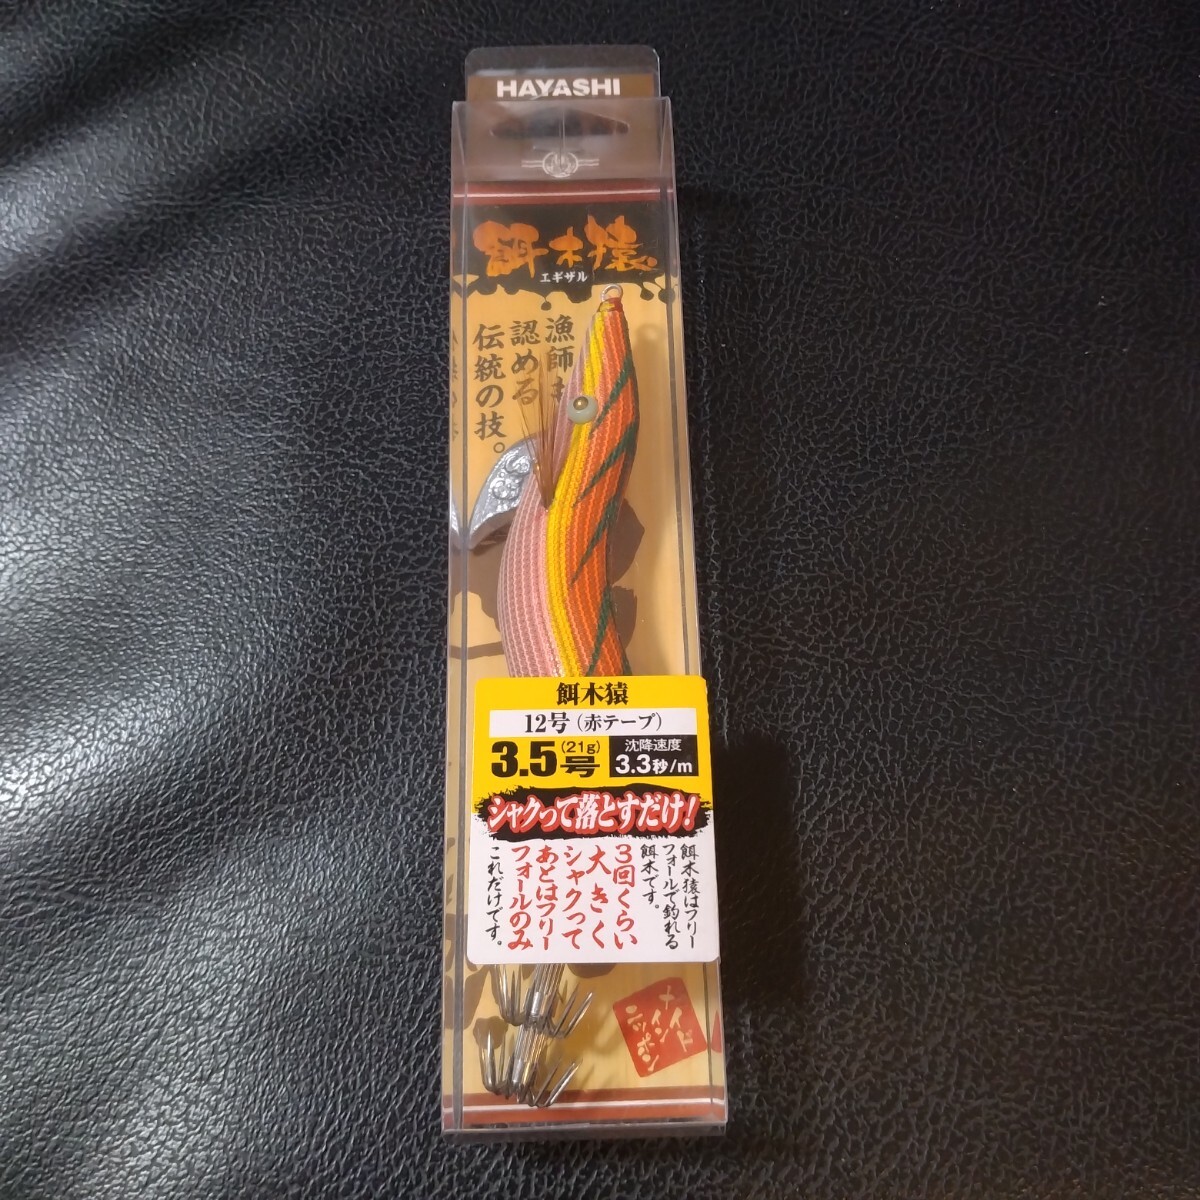 HAYASHI
餌木猿
エギザル
漁師も
認める
伝統の技。
餌木猿
12号(赤テープ)
3.5号
(21g)
沈降速度
3.3秒/m
シャクって落とすだけ!
餌木猿はフリー
フォールで釣れる
餌木です。
3回くらい
大きく
シャクって
あとはフリー
フォールのみ
これだけです。
メイド
イン
ニッポン